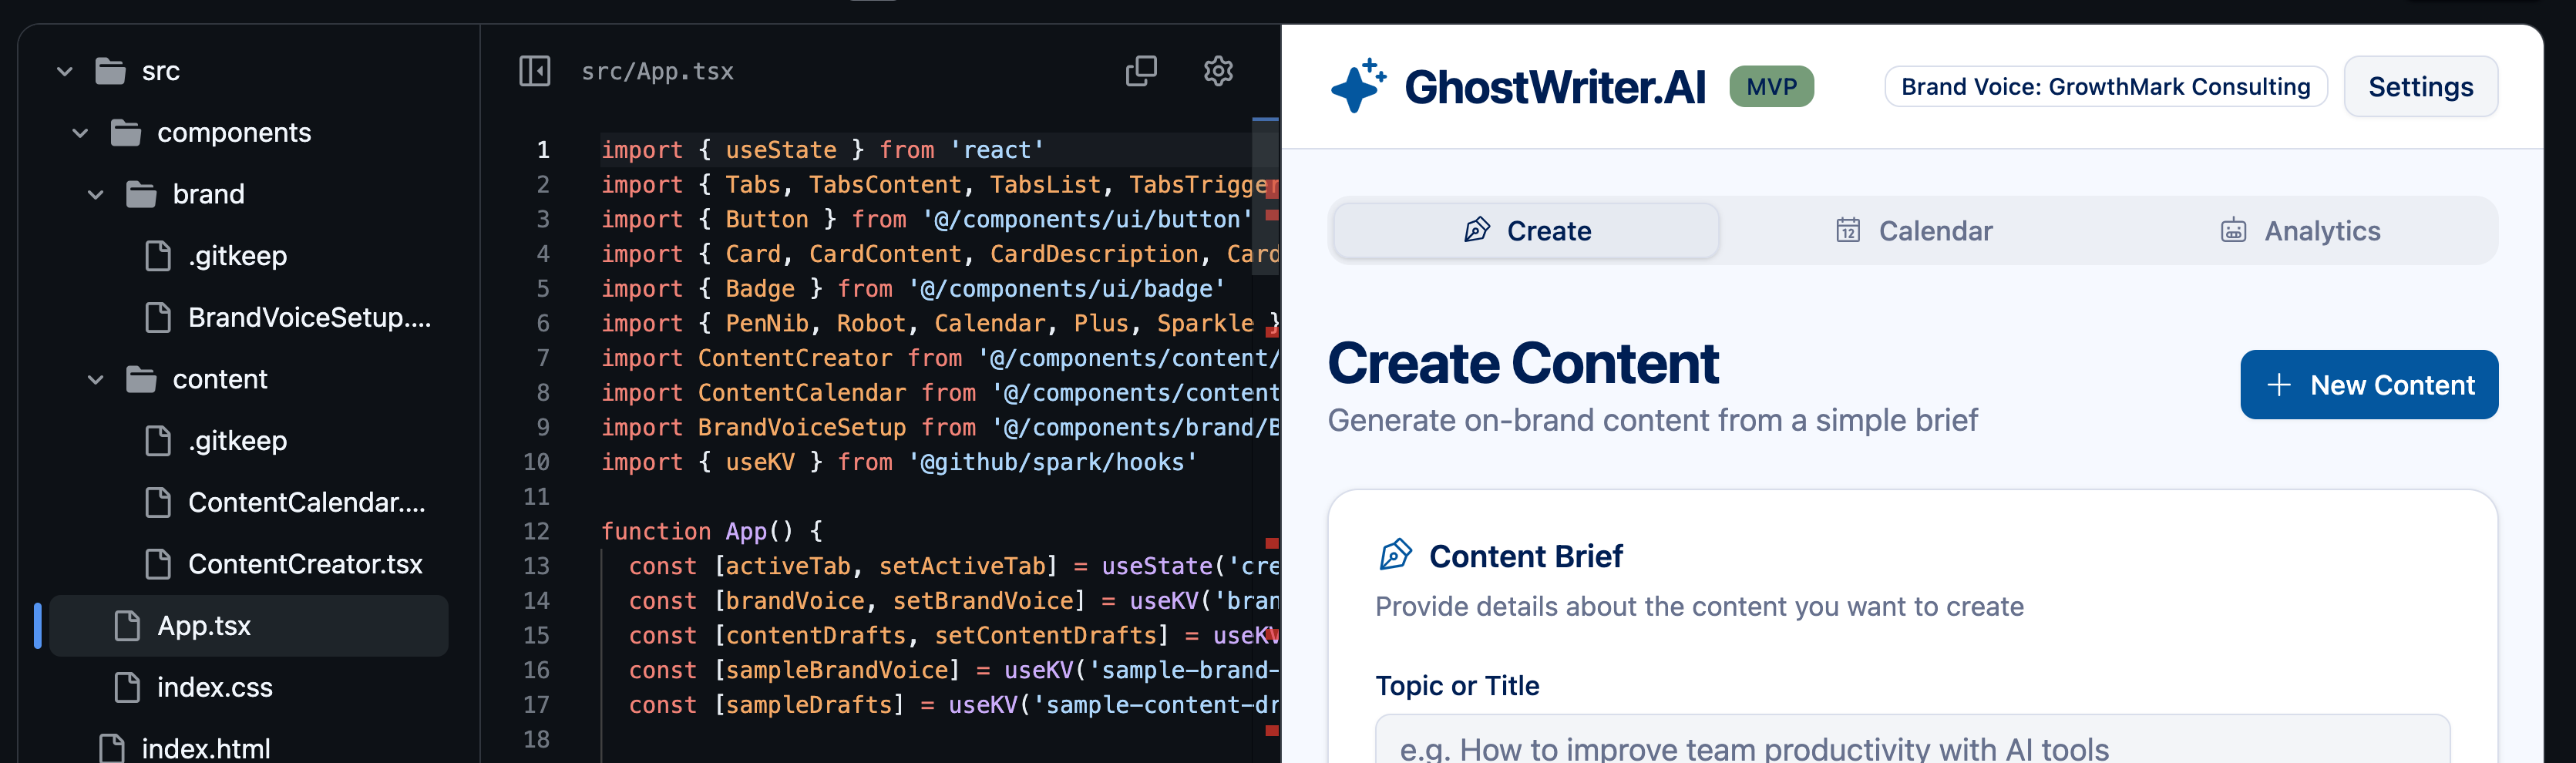 src
components
brand
.gitkeep
BrandVoiceSetup....
content
.gitkeep
ContentCalendar....
ContentCreator.tsx
App.tsx
index.css
index.html
src/App.tsx
1 import { useState } from 'react'
2 import { Tabs, TabsContent, TabsList, TabsTrigger
3 import { Button } from '@/components/ui/button'
4 import { Card, CardContent, CardDescription, Card
5 import { Badge } from '@/components/ui/badge'
6 import { PenNib, Robot, Calendar, Plus, Sparkle }
7 import ContentCreator from '@/components/content/
8 import ContentCalendar from '@/components/content
9 import BrandVoiceSetup from '@/components/brand/B
10 import { useKV } from '@github/spark/hooks'
11
12 function App() {
13 const [activeTab, setActiveTab] = useState('cre
14 const [brandVoice, setBrandVoice] = useKV('bran
15 const [contentDrafts, setContentDrafts] = useKV
16 const [sampleBrandVoice] = useKV('sample-brand-
17 const [sampleDrafts] = useKV('sample-content-dr
18
GhostWriter.AI MVP Brand Voice: GrowthMark Consulting Settings
Create 12 Calendar Analytics
Create Content
Generate on-brand content from a simple brief
+ New Content
Content Brief
Provide details about the content you want to create
Topic or Title
e.g. How to improve team productivity with AI tools